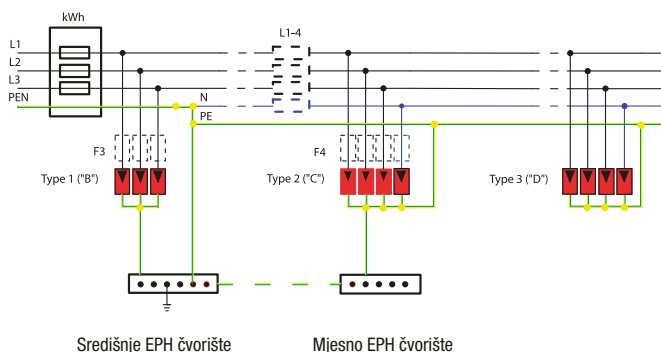 kWh
L1-4
L1
L2
L3
PEN
N
PE
F3
F4
Type 1 ("B")
Type 2 ("C")
Type 3 ("D")
Središnje EPH čvorište
Mjesno EPH čvorište